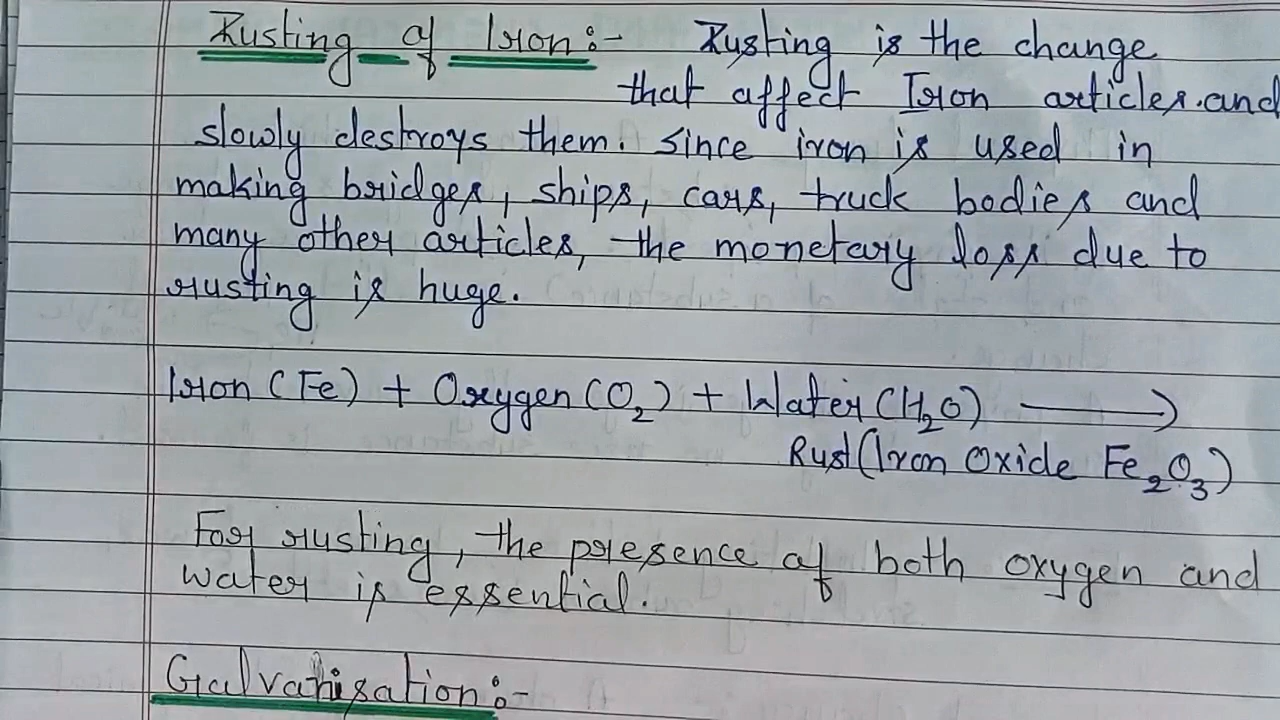 Rusting of Iron:- Rusting is the change
that affect Iron articles.and
slowly destroys them. Since iron is used in
making bridges, ships, cars, truck bodies and
many other articles, the monetary loss due to
rusting is huge.
Iron (Fe) + Oxygen (O₂) + Water (H₂O) ⟶
Rust (Iron Oxide Fe₂O₃)
For rusting, the presence of both oxygen and
water is essential.
Galvanisation:-